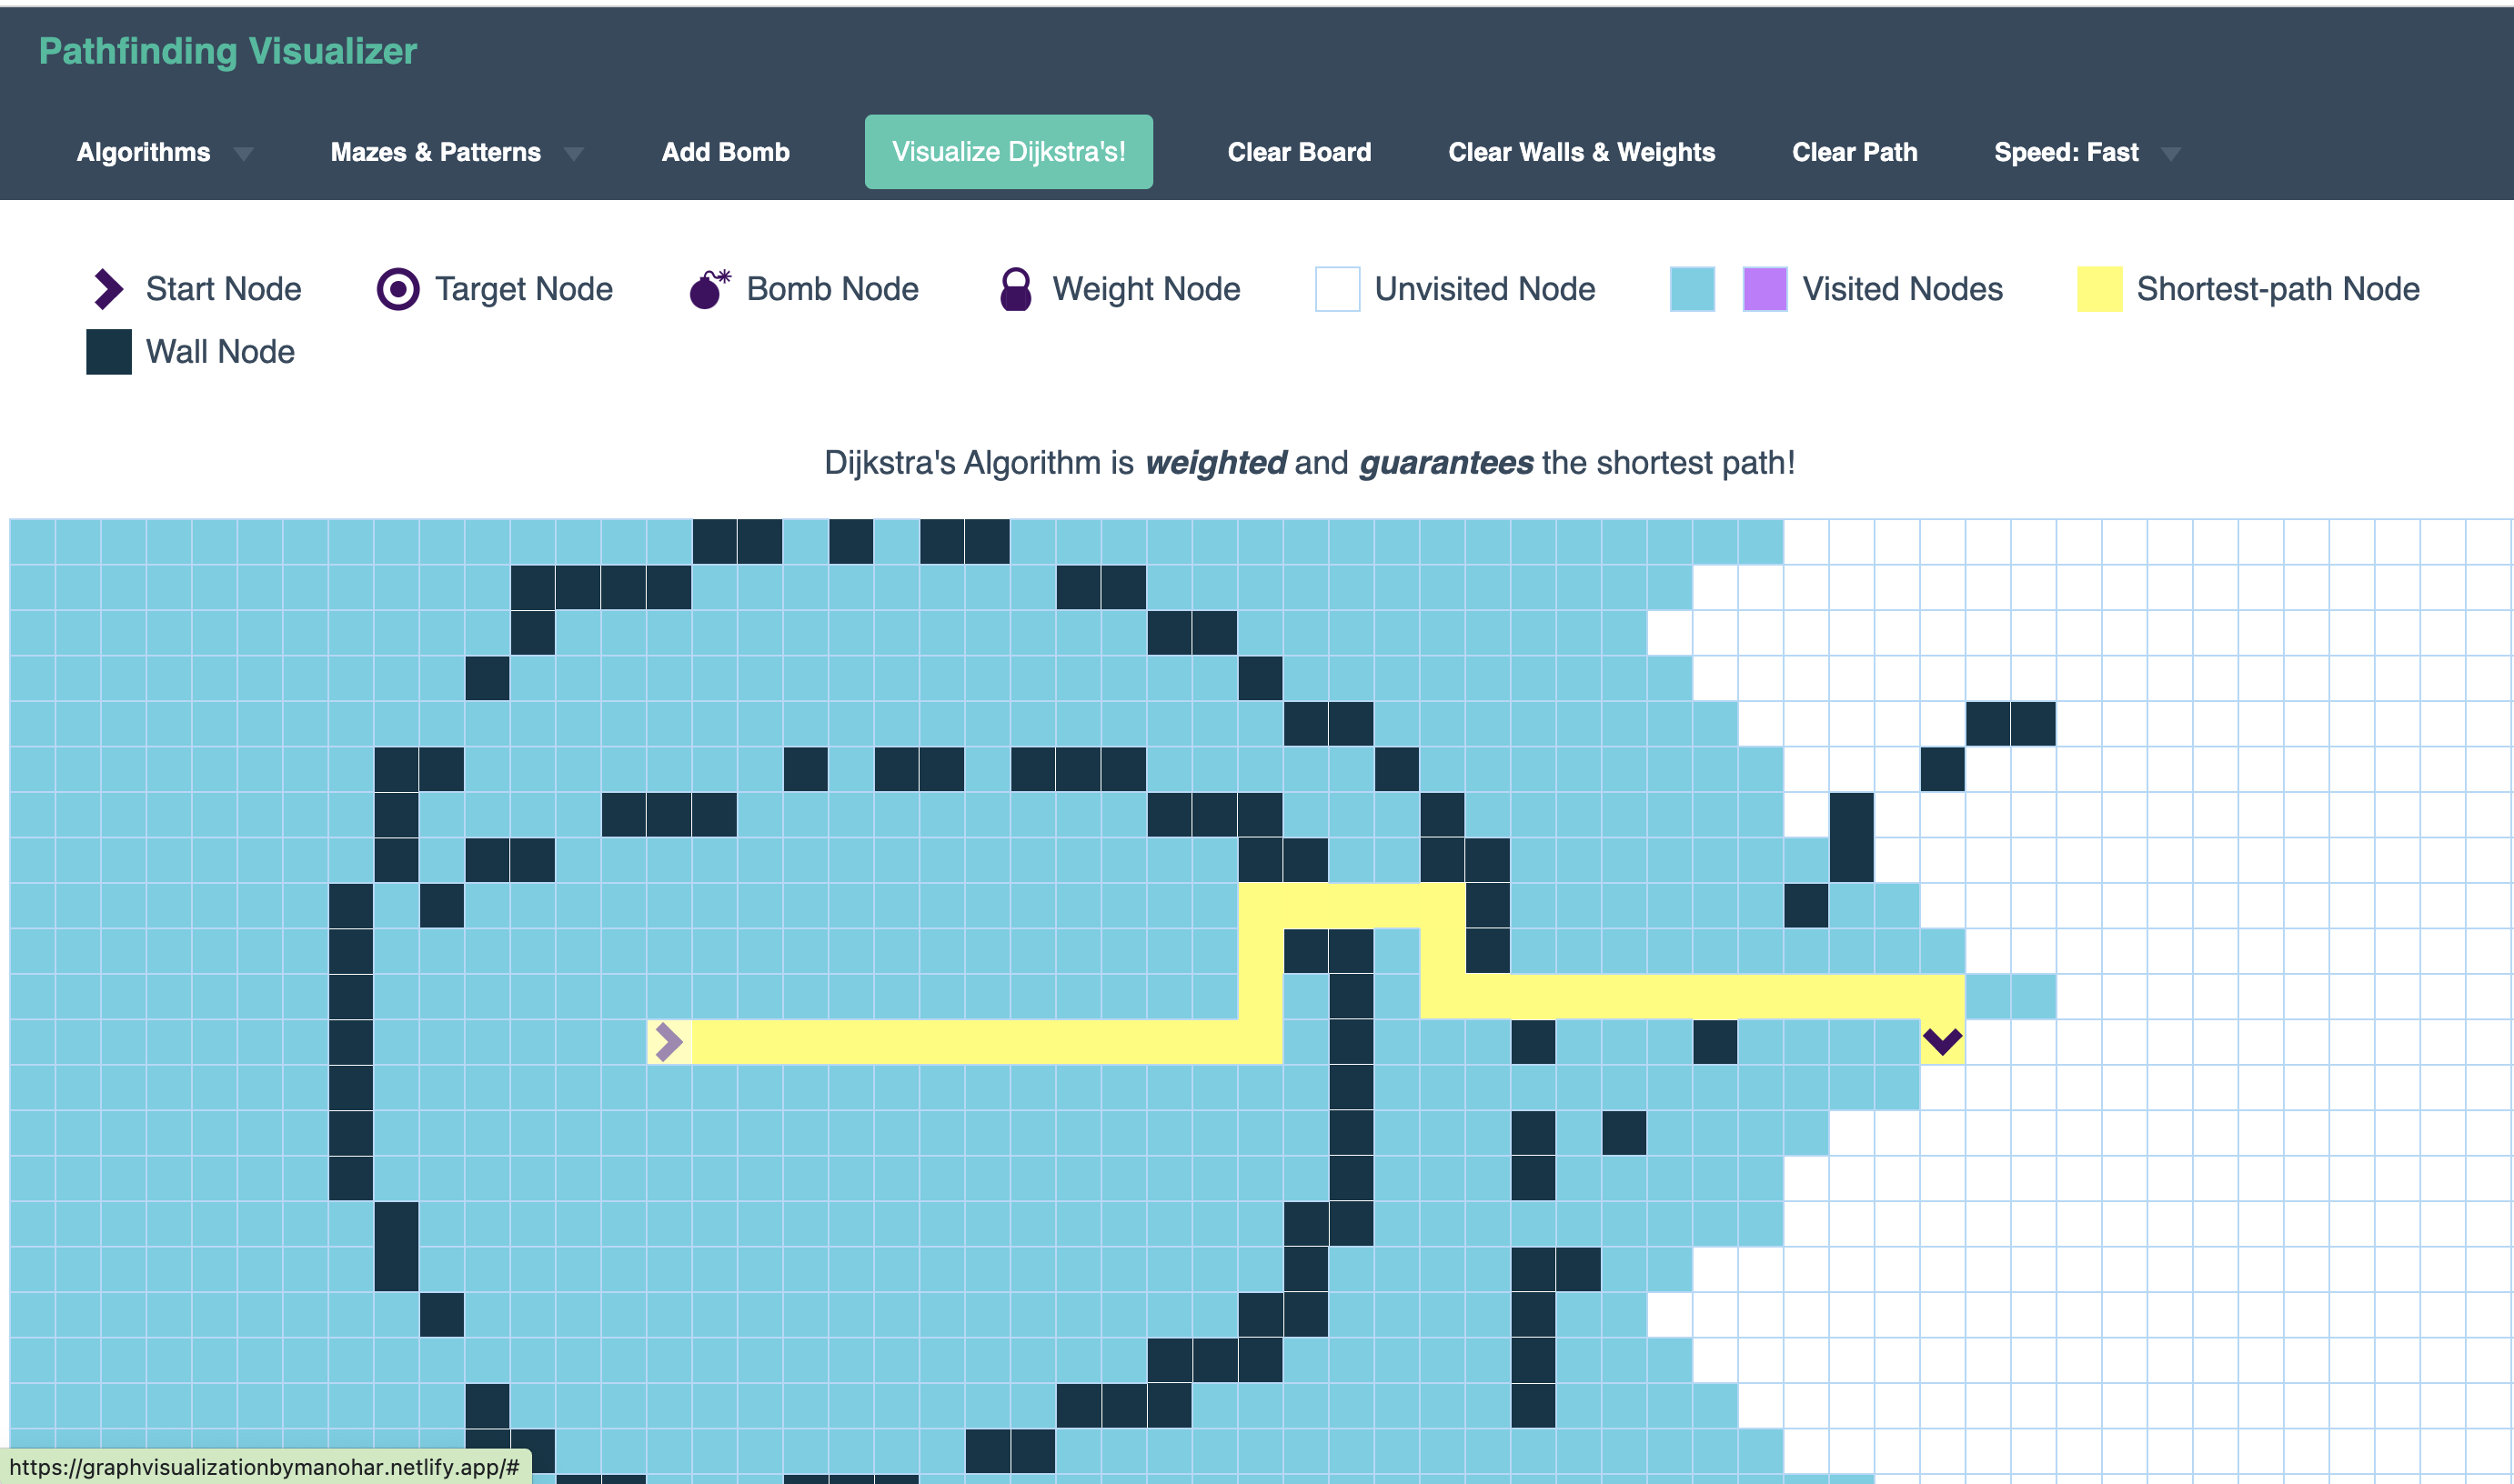 Pathfinding Visualizer
Algorithms Mazes & Patterns Add Bomb Visualize Dijkstra's! Clear Board Clear Walls & Weights Clear Path Speed: Fast
Start Node Target Node Bomb Node Weight Node Unvisited Node Visited Nodes Shortest-path Node
Wall Node
Dijkstra's Algorithm is weighted and guarantees the shortest path!
https://graphvisualizationbymanohar.netlify.app/#